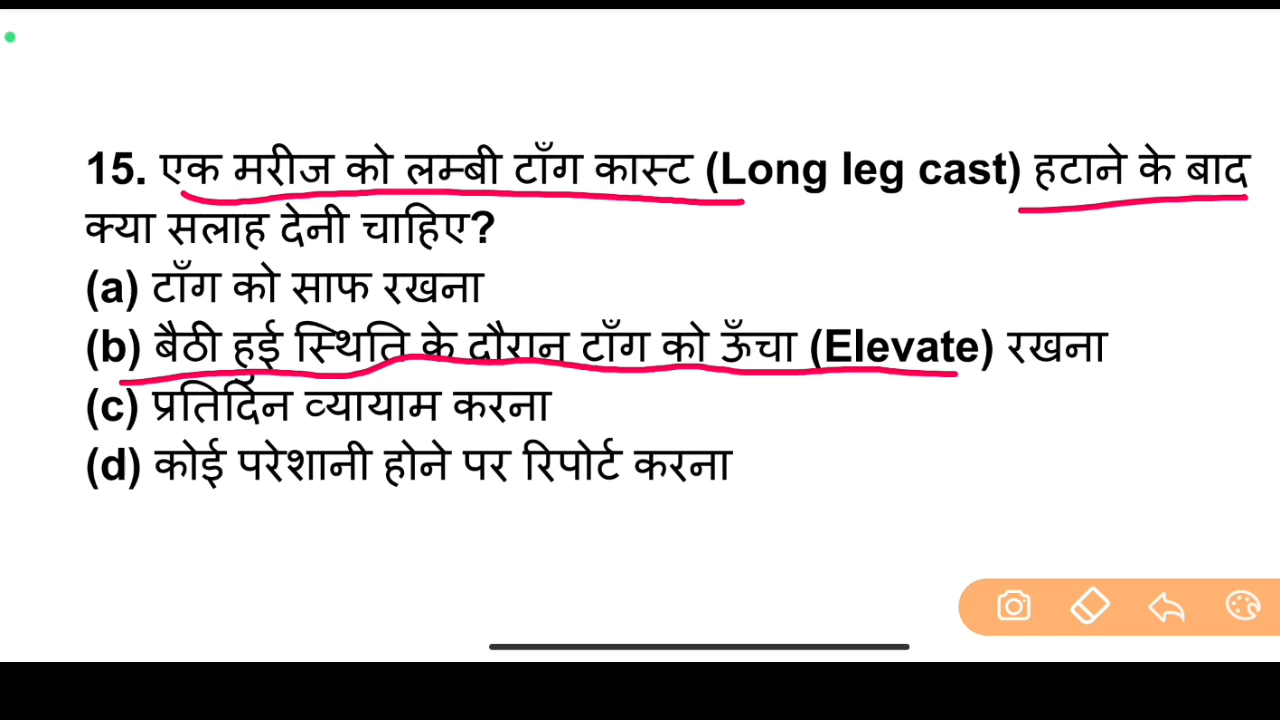 15. एक मरीज को लम्बी टाँग कास्ट (Long leg cast) हटाने के बाद
क्या सलाह देनी चाहिए?
(a) टाँग को साफ रखना
(b) बैठी हुई स्थिति के दौरान टाँग को ऊँचा (Elevate) रखना
(c) प्रतिदिन व्यायाम करना
(d) कोई परेशानी होने पर रिपोर्ट करना